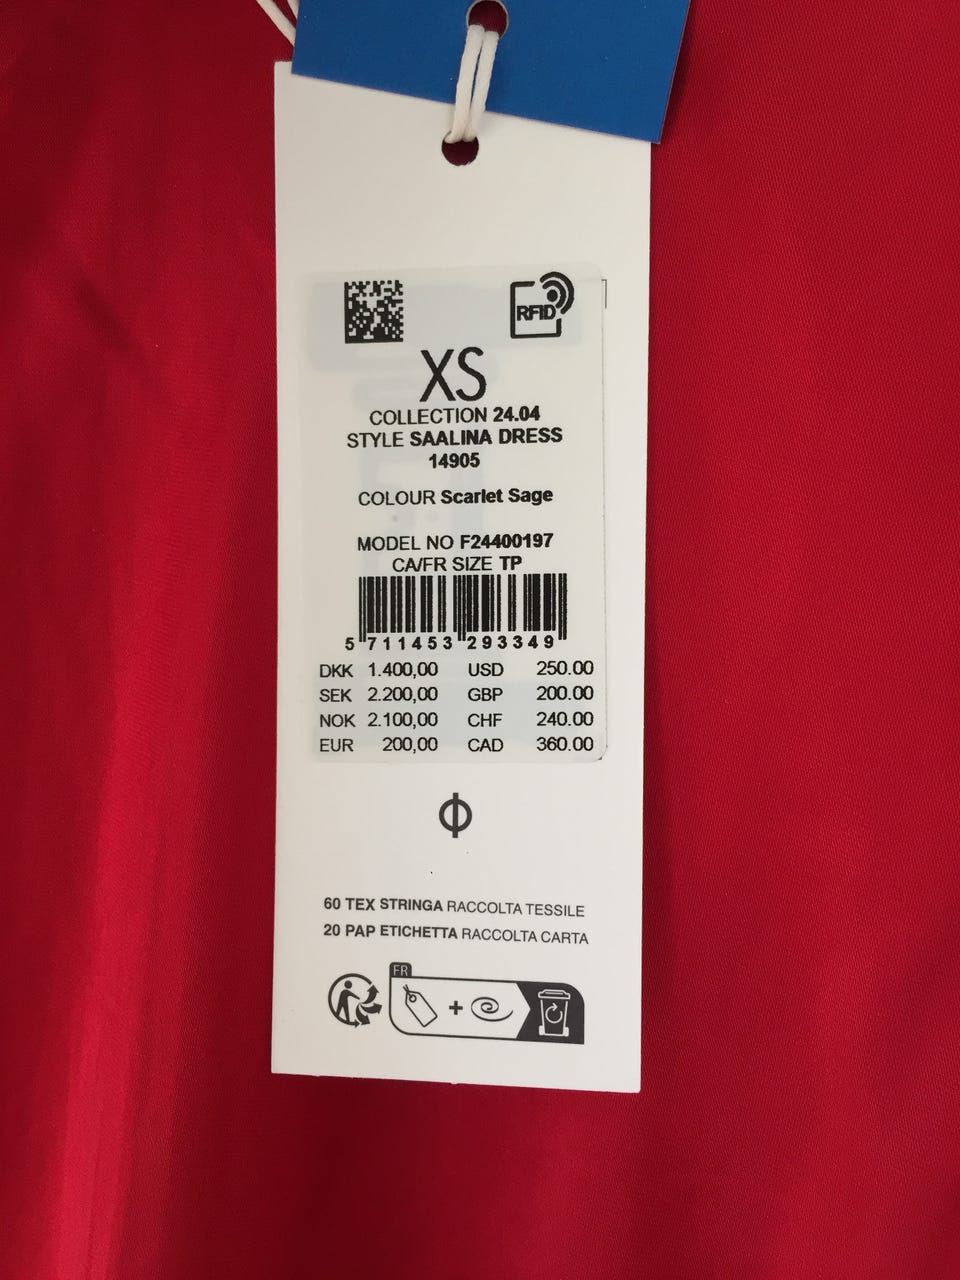 RFID
XS
COLLECTION 24.04
STYLE SAALINA DRESS
14905
COLOUR Scarlet Sage
MODEL NO F24400197
CA/FR SIZE TP
5 711453 293349
DKK 1.400,00 USD 250.00
SEK 2.200,00 GBP 200.00
NOK 2.100,00 CHF 240.00
EUR 200,00 CAD 360.00
60 TEX STRINGA RACCOLTA TESSILE
20 PAP ETICHETTA RACCOLTA CARTA
FR
+